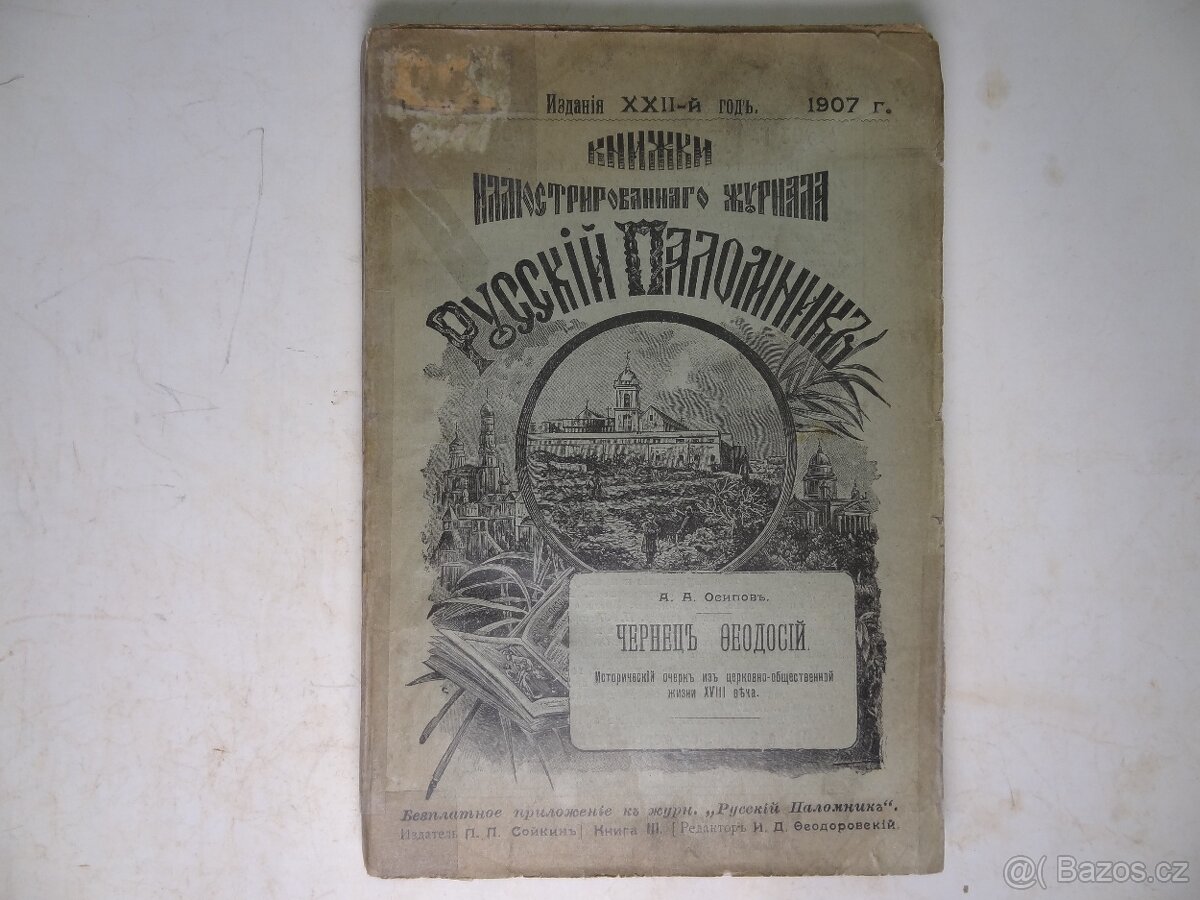 Изданія XXII-й годъ. 1907 г.
КНИЖКИ
ИЛЛЮСТРИРОВАННАГО ЖУРНАЛА
РУССКІЙ ПАЛОМНИКЪ
А. А. Осиповъ.
ЧЕРНЕЦЪ ѲЕОДОСІЙ.
Историческій очеркъ изъ церковно-общественной
жизни XVIII вѣка.
Безплатное приложеніе къ журн. „Русскій Паломникъ“.
Издатель П. П. Сойкинъ | Книга III. | Редакторъ И. Д. Ѳеодоровскій.
@( Bazos.cz